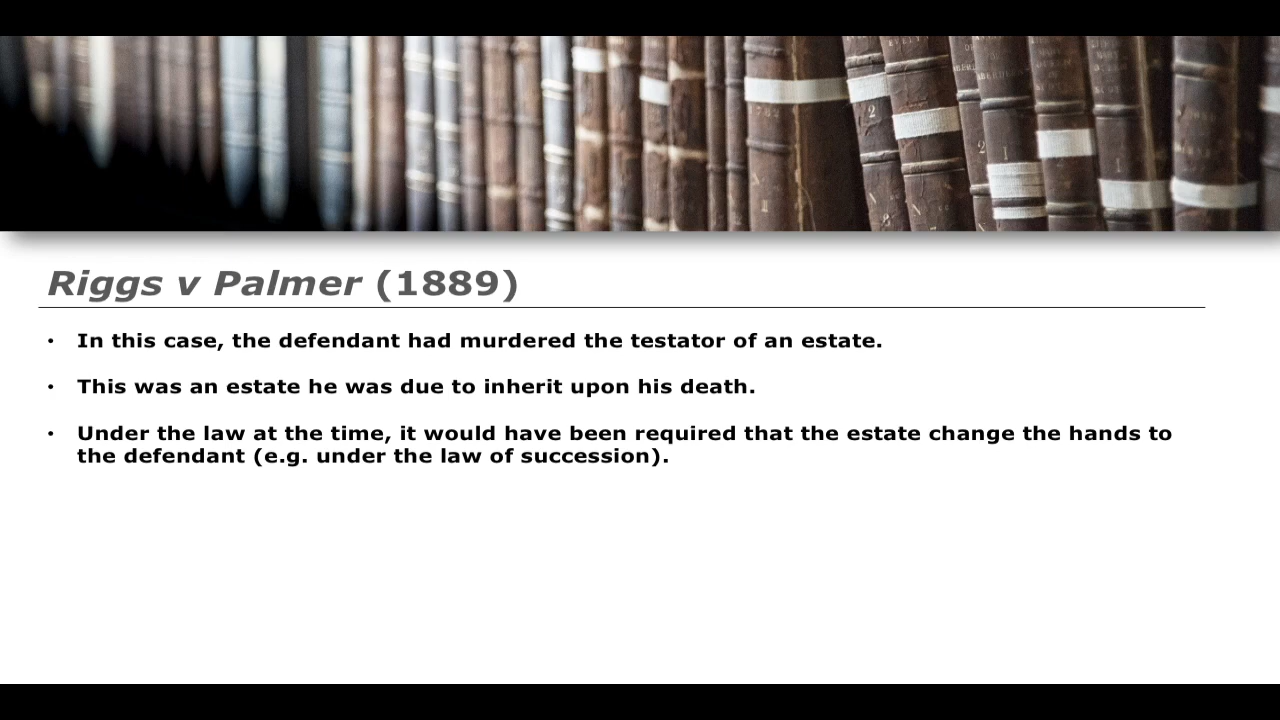 Riggs v Palmer (1889)
• In this case, the defendant had murdered the testator of an estate.
• This was an estate he was due to inherit upon his death.
• Under the law at the time, it would have been required that the estate change the hands to
the defendant (e.g. under the law of succession).